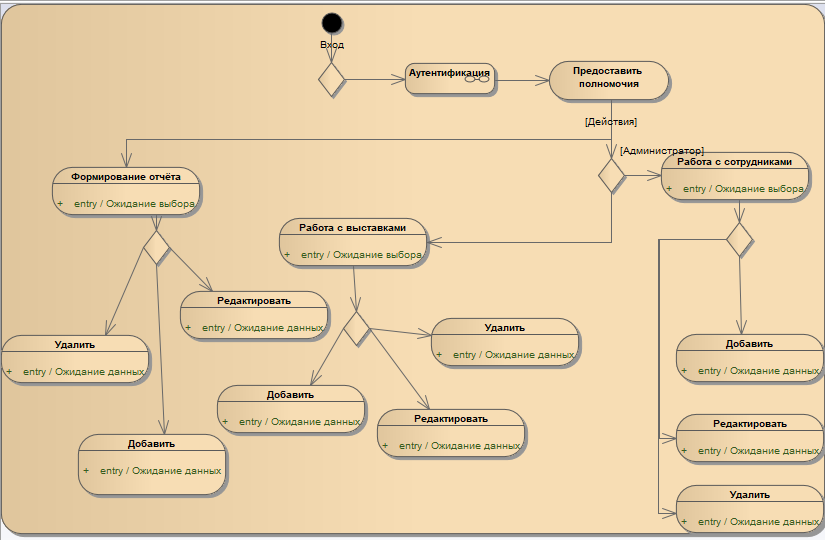 Вход
Аутентификация
Предоставить
полномочия
[Действия]
[Администратор]
Формирование отчёта
+ entry / Ожидание выбора
Работа с сотрудниками
+ entry / Ожидание выбора
Работа с выставками
+ entry / Ожидание выбора
Редактировать
+ entry / Ожидание данных
Удалить
+ entry / Ожидание данных
Удалить
+ entry / Ожидание данных
Добавить
+ entry / Ожидание данных
Добавить
+ entry / Ожидание данных
Редактировать
+ entry / Ожидание данных
Редактировать
+ entry / Ожидание данных
Добавить
+ entry / Ожидание данных
Удалить
+ entry / Ожидание данных